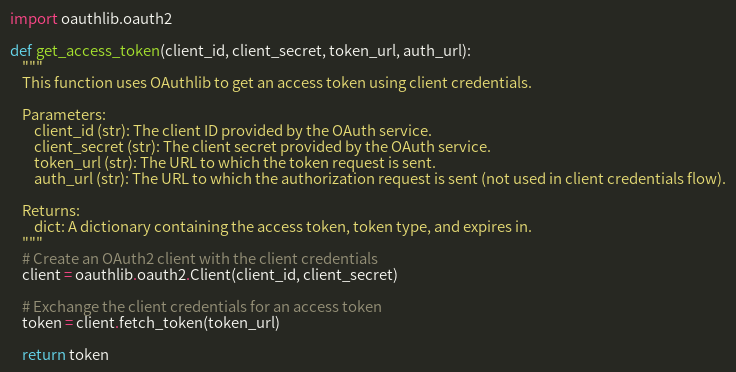 import oauthlib.oauth2
def get_access_token(client_id, client_secret, token_url, auth_url):
"""
This function uses OAuthlib to get an access token using client credentials.
Parameters:
client_id (str): The client ID provided by the OAuth service.
client_secret (str): The client secret provided by the OAuth service.
token_url (str): The URL to which the token request is sent.
auth_url (str): The URL to which the authorization request is sent (not used in client credentials flow).
Returns:
dict: A dictionary containing the access token, token type, and expires in.
"""
# Create an OAuth2 client with the client credentials
client = oauthlib.oauth2.Client(client_id, client_secret)
# Exchange the client credentials for an access token
token = client.fetch_token(token_url)
return token